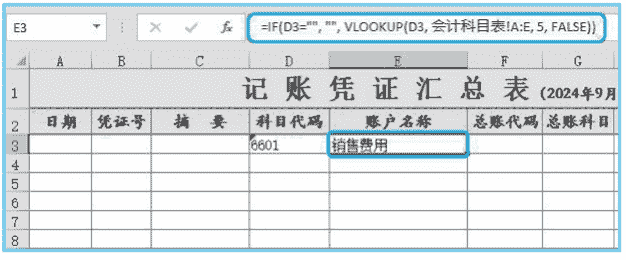 E3 fx =IF(D3="", "", VLOOKUP(D3, 会计科目表!A:E, 5, FALSE))
A B C D E F G
1 记账凭证汇总表 (2024年9月
2 日期 凭证号 摘 要 科目代码 账户名称 总账代码 总账科目
3 6601 销售费用
4
5
6
7
8